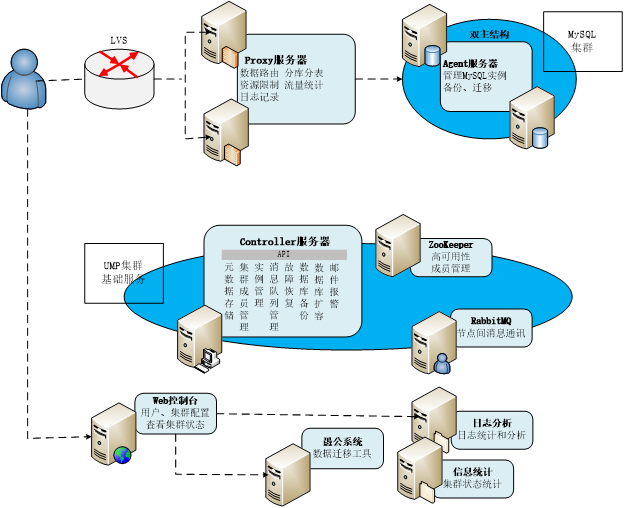 LVS
Proxy服务器
数据路由 分库分表
资源限制 流量统计
日志记录
双主结构
Agent服务器
管理MySQL实例
备份、迁移
MySQL
集群
UMP集群
基础服务
Controller服务器
API
元数据存储
集群成员管理
实例管理
消息队列管理
故障恢复
数据库备份
数据库扩容
邮件报警
ZooKeeper
高可用性
成员管理
RabbitMQ
节点间消息通讯
Web控制台
用户、集群配置
查看集群状态
愚公系统
数据迁移工具
日志分析
日志统计和分析
信息统计
集群状态统计